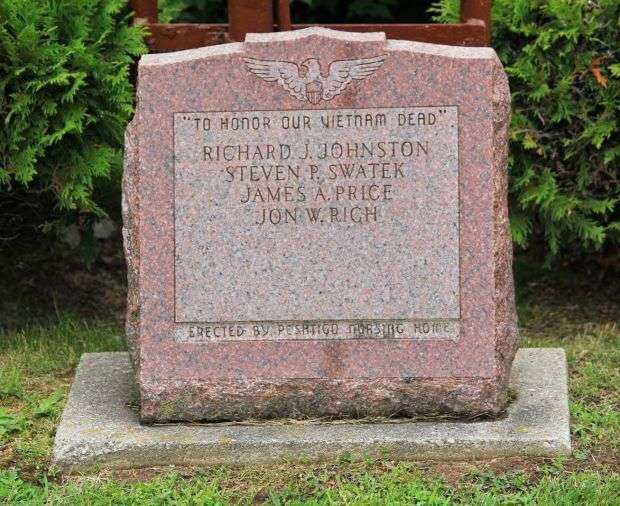 "TO HONOR OUR VIETNAM DEAD"
RICHARD J. JOHNSTON
STEVEN P. SWATEK
JAMES A. PRICE
JON W. RICH
ERECTED BY PESHTIGO NURSING HOME